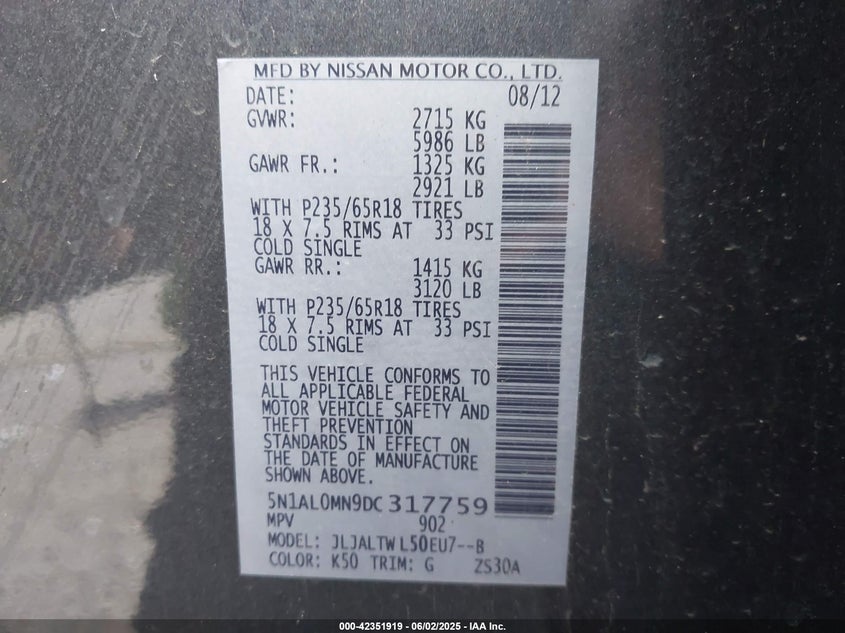 MFD BY NISSAN MOTOR CO., LTD.
DATE: 08/12
GVWR: 2715 KG
5986 LB
GAWR FR.: 1325 KG
2921 LB
WITH P235/65R18 TIRES
18 X 7.5 RIMS AT 33 PSI
COLD SINGLE
GAWR RR.: 1415 KG
3120 LB
WITH P235/65R18 TIRES
18 X 7.5 RIMS AT 33 PSI
COLD SINGLE
THIS VEHICLE CONFORMS TO
ALL APPLICABLE FEDERAL
MOTOR VEHICLE SAFETY AND
THEFT PREVENTION
STANDARDS IN EFFECT ON
THE DATE OF MANUFACTURE
SHOWN ABOVE.
5N1AL0MN9DC317759
MPV 902
MODEL: JLJALTW L50EU7--B
COLOR: K50 TRIM: G ZS30A
000-42351919 - 06/02/2025 - IAA Inc.